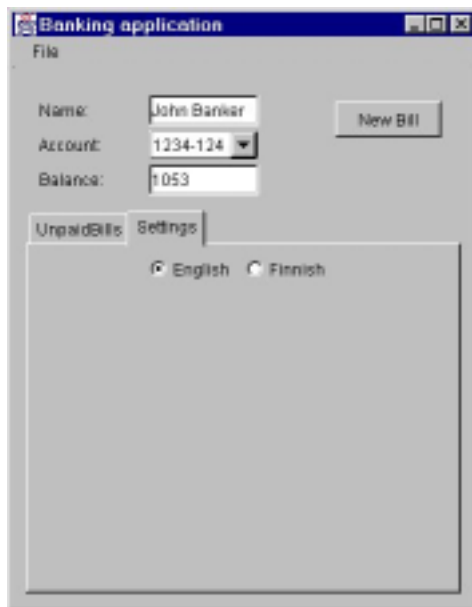 Banking application
File
Name: John Banker
New Bill
Account: 1234-124
Balance: 1053
UnpaidBills Settings
English Finnish